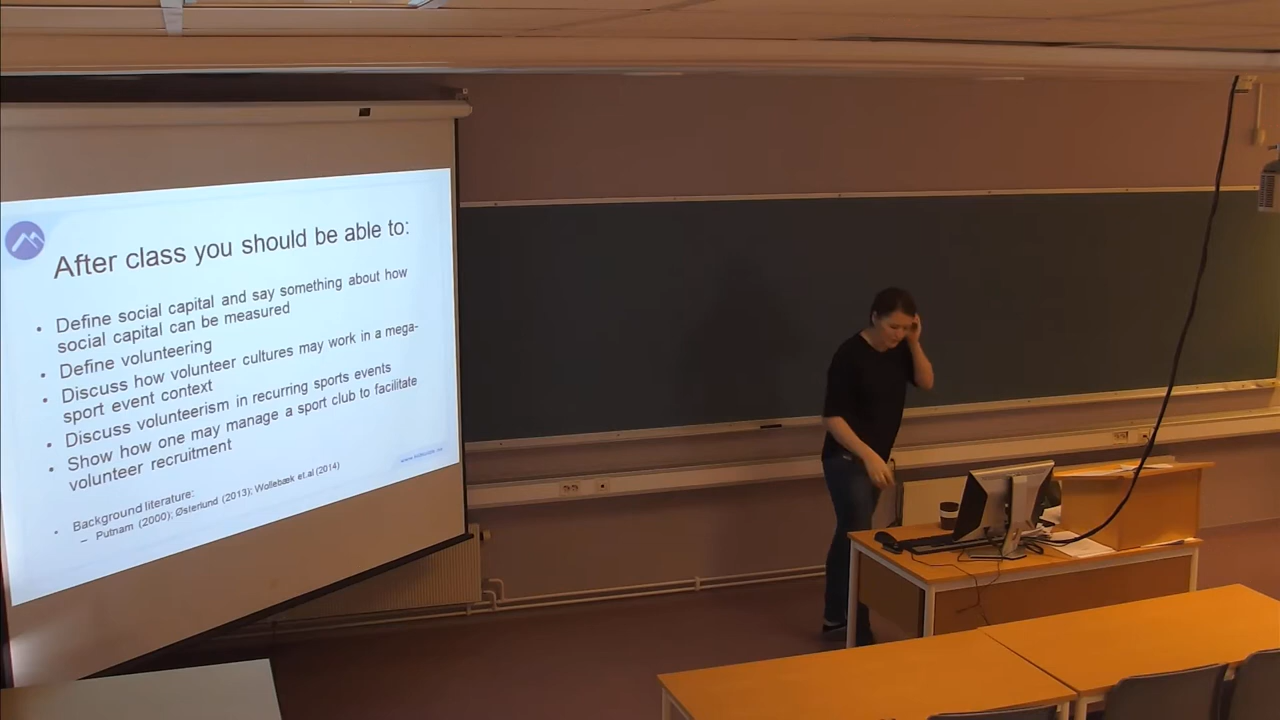 After class you should be able to:
• Define social capital and say something about how
social capital can be measured
• Define volunteering
• Discuss how volunteer cultures may work in a mega-
sport event context
• Discuss volunteerism in recurring sports events
• Show how one may manage a sport club to facilitate
volunteer recruitment
• Background literature:
– Putnam (2000); Østerlund (2013); Wollebæk et.al (2014)